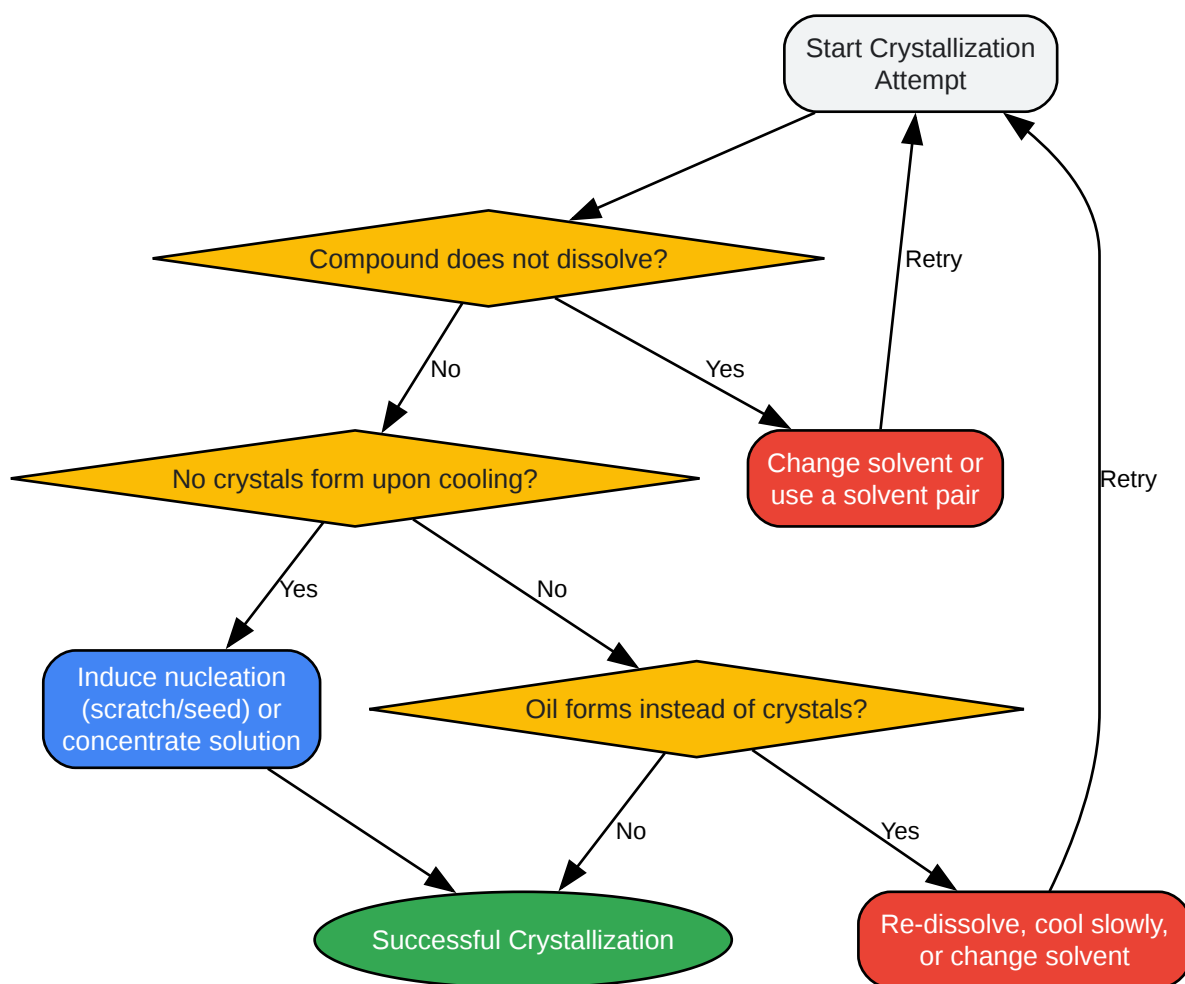 Start Crystallization
Attempt
Compound does not dissolve?
Retry
No
Yes
No crystals form upon cooling?
Change solvent or
use a solvent pair
Retry
Yes
No
Induce nucleation
(scratch/seed) or
concentrate solution
Oil forms instead of crystals?
No
Yes
Successful Crystallization
Re-dissolve, cool slowly,
or change solvent